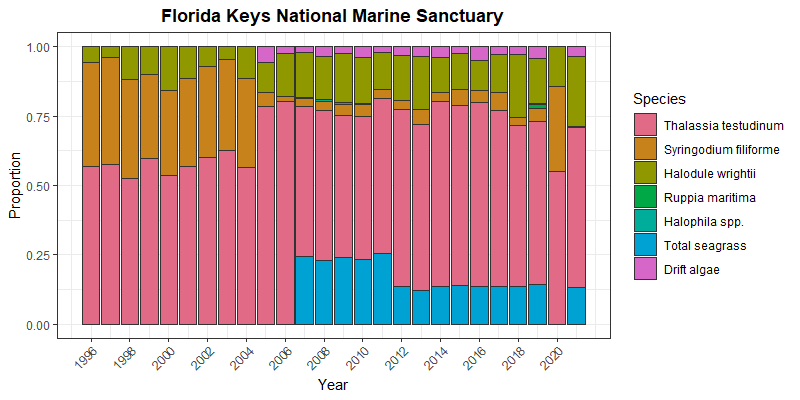 Florida Keys National Marine Sanctuary
1.00
0.75
0.50
0.25
0.00
Proportion
1996
1998
2000
2002
2004
2006
2008
2010
2012
2014
2016
2018
2020
Year
Species
Thalassia testudinum
Syringodium filiforme
Halodule wrightii
Ruppia maritima
Halophila spp.
Total seagrass
Drift algae